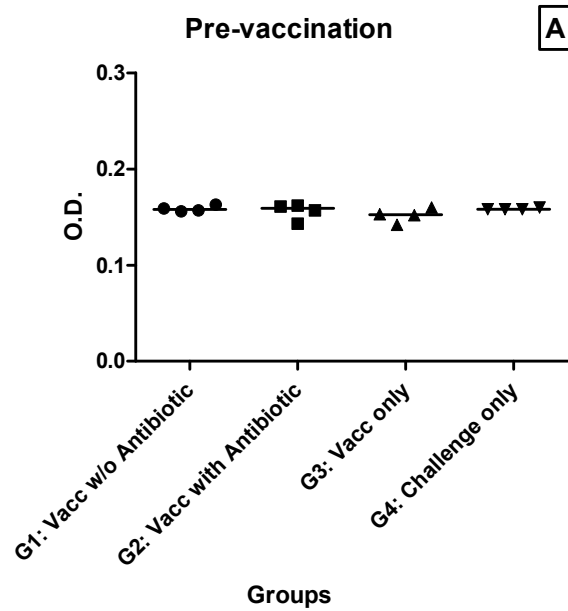 Pre-vaccination
A
O.D.
0.3
0.2
0.1
0.0
G1: Vacc w/o Antibiotic
G2: Vacc with Antibiotic
G3: Vacc only
G4: Challenge only
Groups